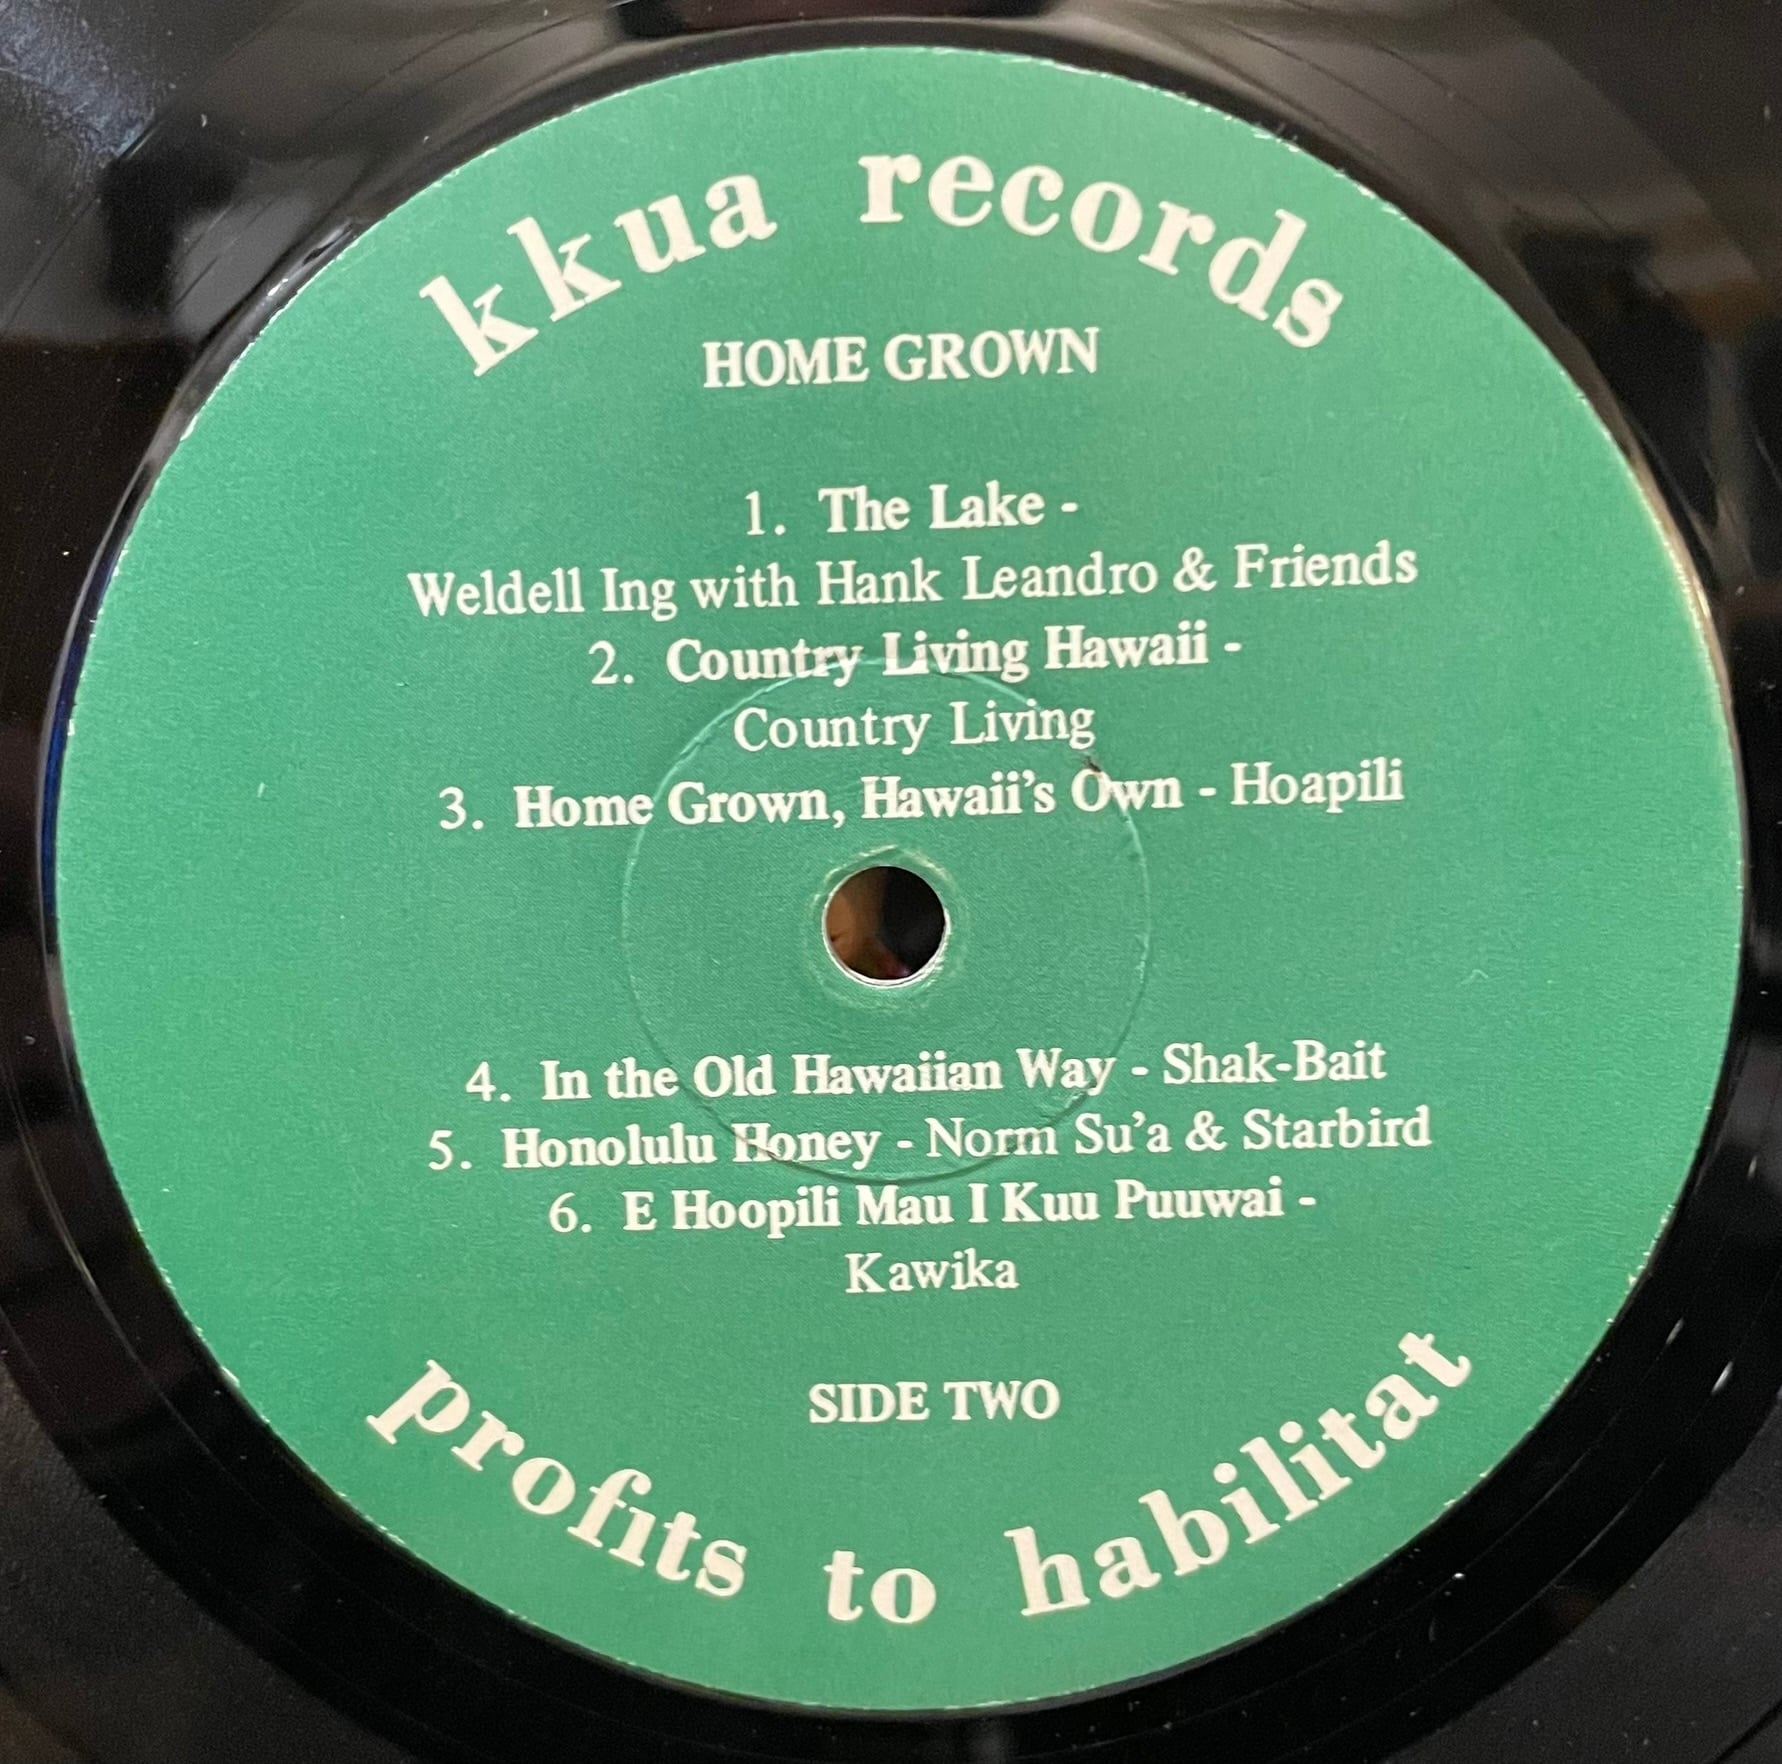 kkua records
HOME GROWN
1. The Lake -
Weldell Ing with Hank Leandro & Friends
2. Country Living Hawaii -
Country Living
3. Home Grown, Hawaii's Own - Hoapili
4. In the Old Hawaiian Way - Shak-Bait
5. Honolulu Honey - Norm Su'a & Starbird
6. E Hoopili Mau I Kuu Puuwai -
Kawika
SIDE TWO
profits to habilitat